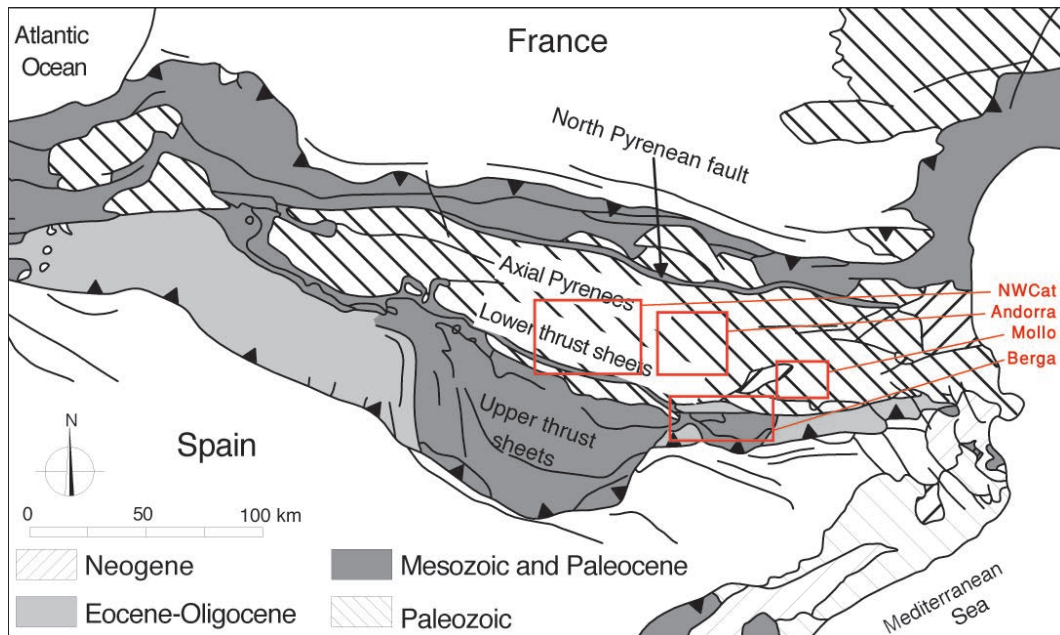 Atlantic
Ocean
France
North Pyrenean fault
Axial Pyrenees
Lower thrust sheets
Upper thrust
sheets
NWCat
Andorra
Mollo
Berga
Spain
N
0 50 100 km
Neogene
Mesozoic and Paleocene
Eocene-Oligocene
Paleozoic
Mediterranean
Sea